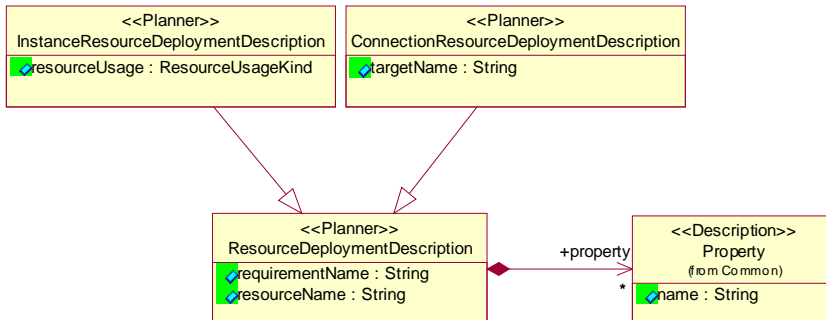 <<Planner>>
InstanceResourceDeploymentDescription
resourceUsage : ResourceUsageKind
<<Planner>>
ConnectionResourceDeploymentDescription
targetName : String
<<Planner>>
ResourceDeploymentDescription
requirementName : String
resourceName : String
+property
*
<<Description>>
Property
(from Common)
name : String